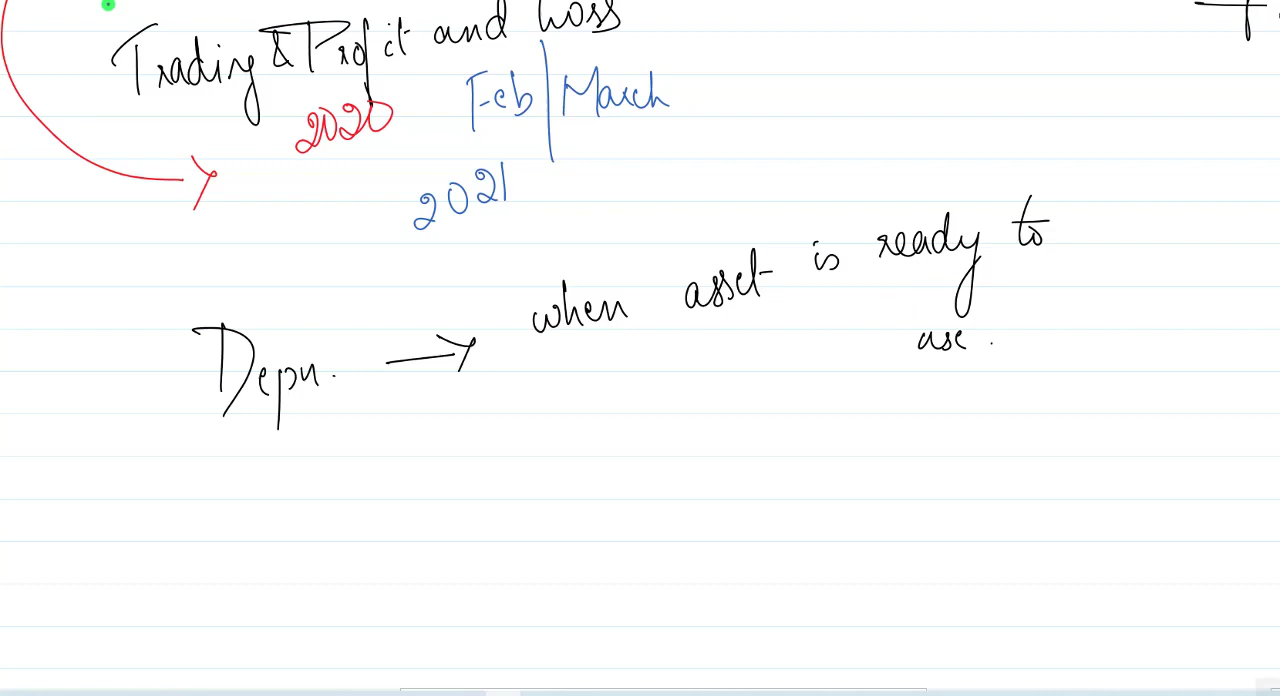 Trading & Profit and Loss
2020 Feb | March
2021
when asset is ready to
use.
Depn. →